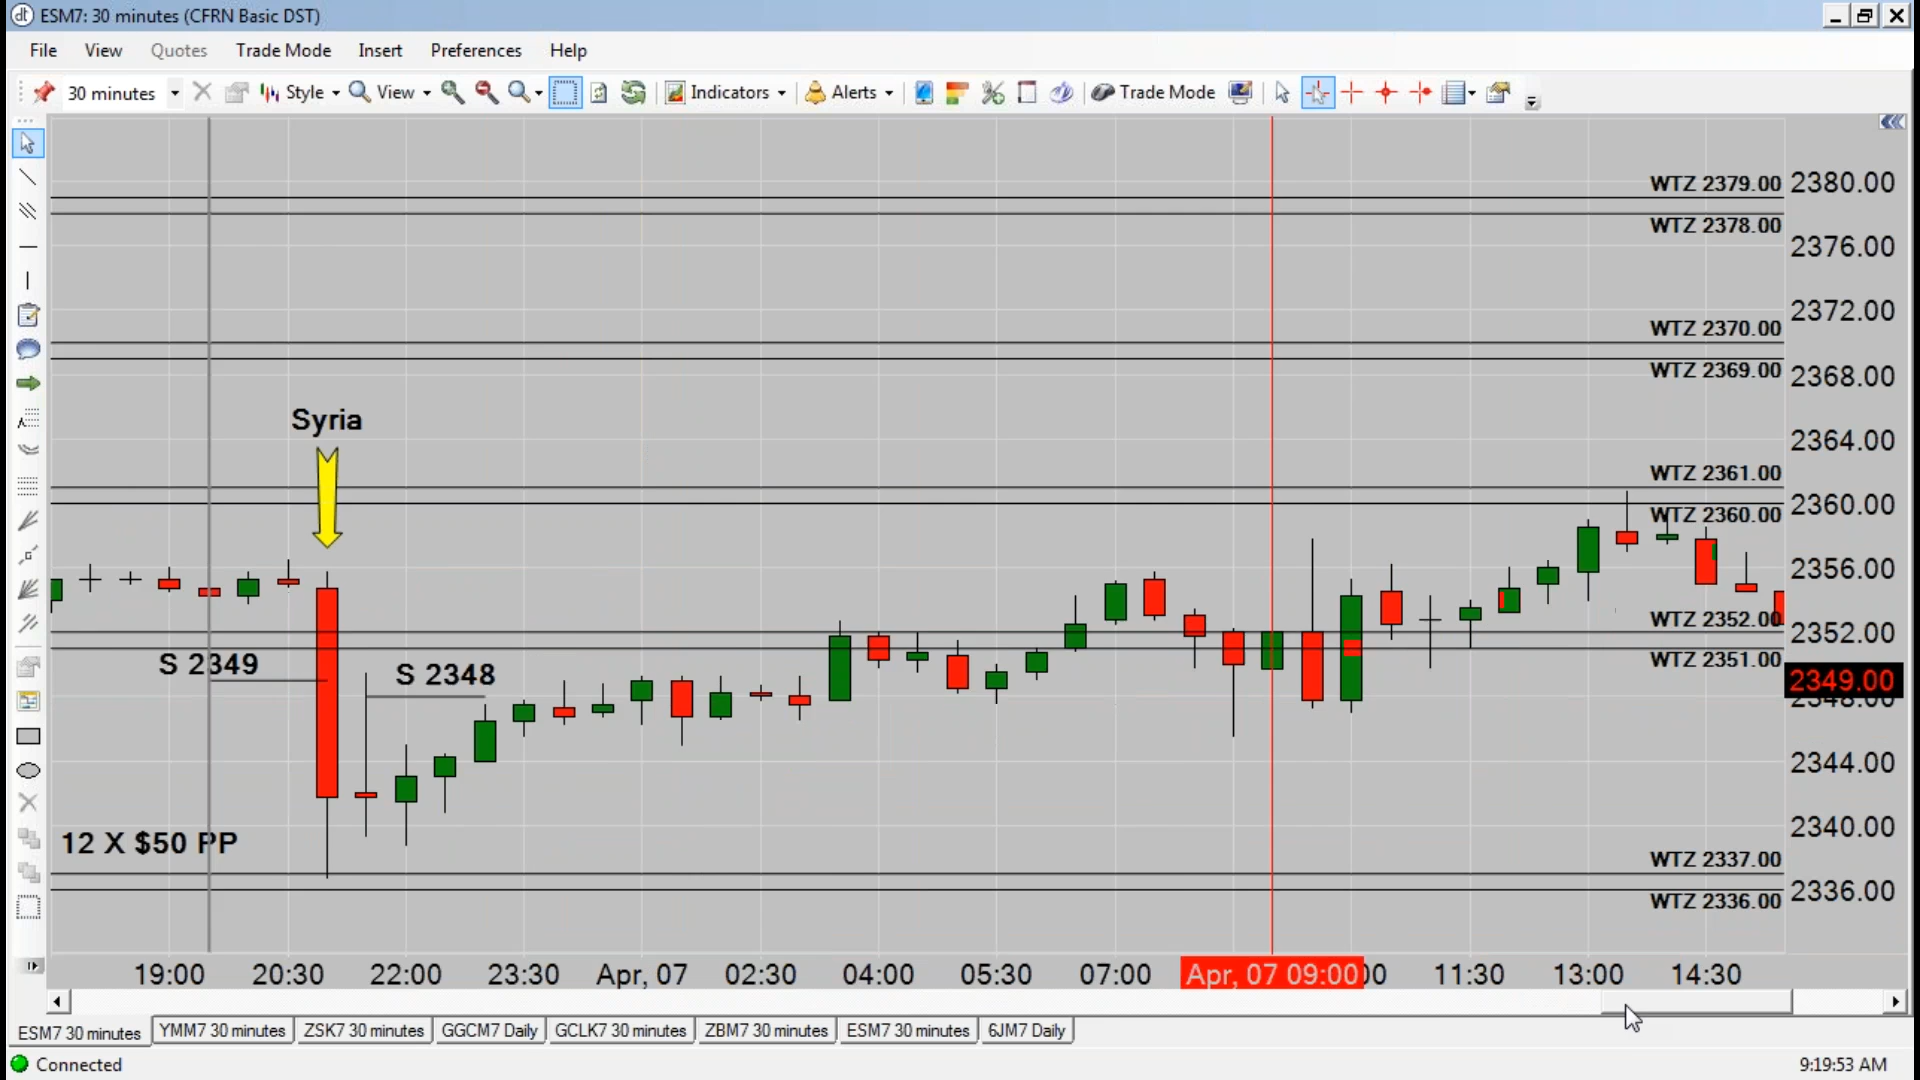 dt ESM7: 30 minutes (CFRN Basic DST)
File View Quotes Trade Mode Insert Preferences Help
30 minutes Style View Indicators Alerts Trade Mode
WTZ 2379.00
2380.00
WTZ 2378.00
2376.00
2372.00
WTZ 2370.00
WTZ 2369.00
2368.00
Syria
2364.00
WTZ 2361.00
2360.00
WTZ 2360.00
2356.00
WTZ 2352.00
2352.00
S 2349
WTZ 2351.00
S 2348
2349.00
2348.00
2344.00
12 X $50 PP
2340.00
WTZ 2337.00
2336.00
WTZ 2336.00
19:00 20:30 22:00 23:30 Apr, 07 02:30 04:00 05:30 07:00 Apr, 07 09:00 00 11:30 13:00 14:30
ESM7 30 minutes YMM7 30 minutes ZSK7 30 minutes GGCM7 Daily GCLK7 30 minutes ZBM7 30 minutes ESM7 30 minutes 6JM7 Daily
Connected 9:19:53 AM